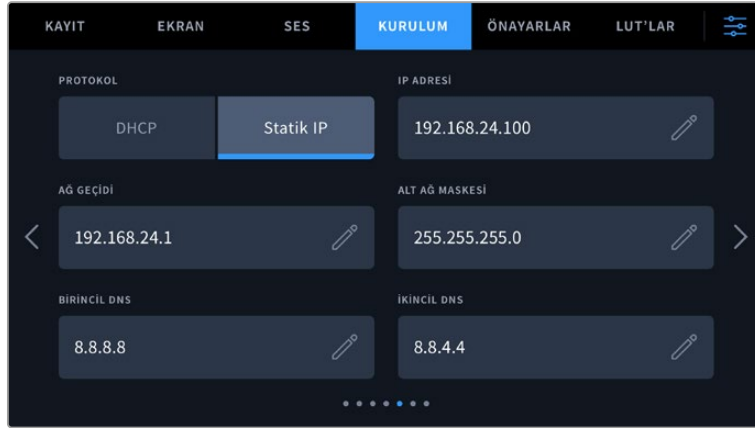 KAYIT EKRAN SES KURULUM ÖNAYARLAR LUT'LAR
PROTOKOL IP ADRESİ
DHCP Statik IP 192.168.24.100
AĞ GEÇİDİ ALT AĞ MASKESİ
192.168.24.1 255.255.255.0
BİRİNCİL DNS İKİNCİL DNS
8.8.8.8 8.8.4.4